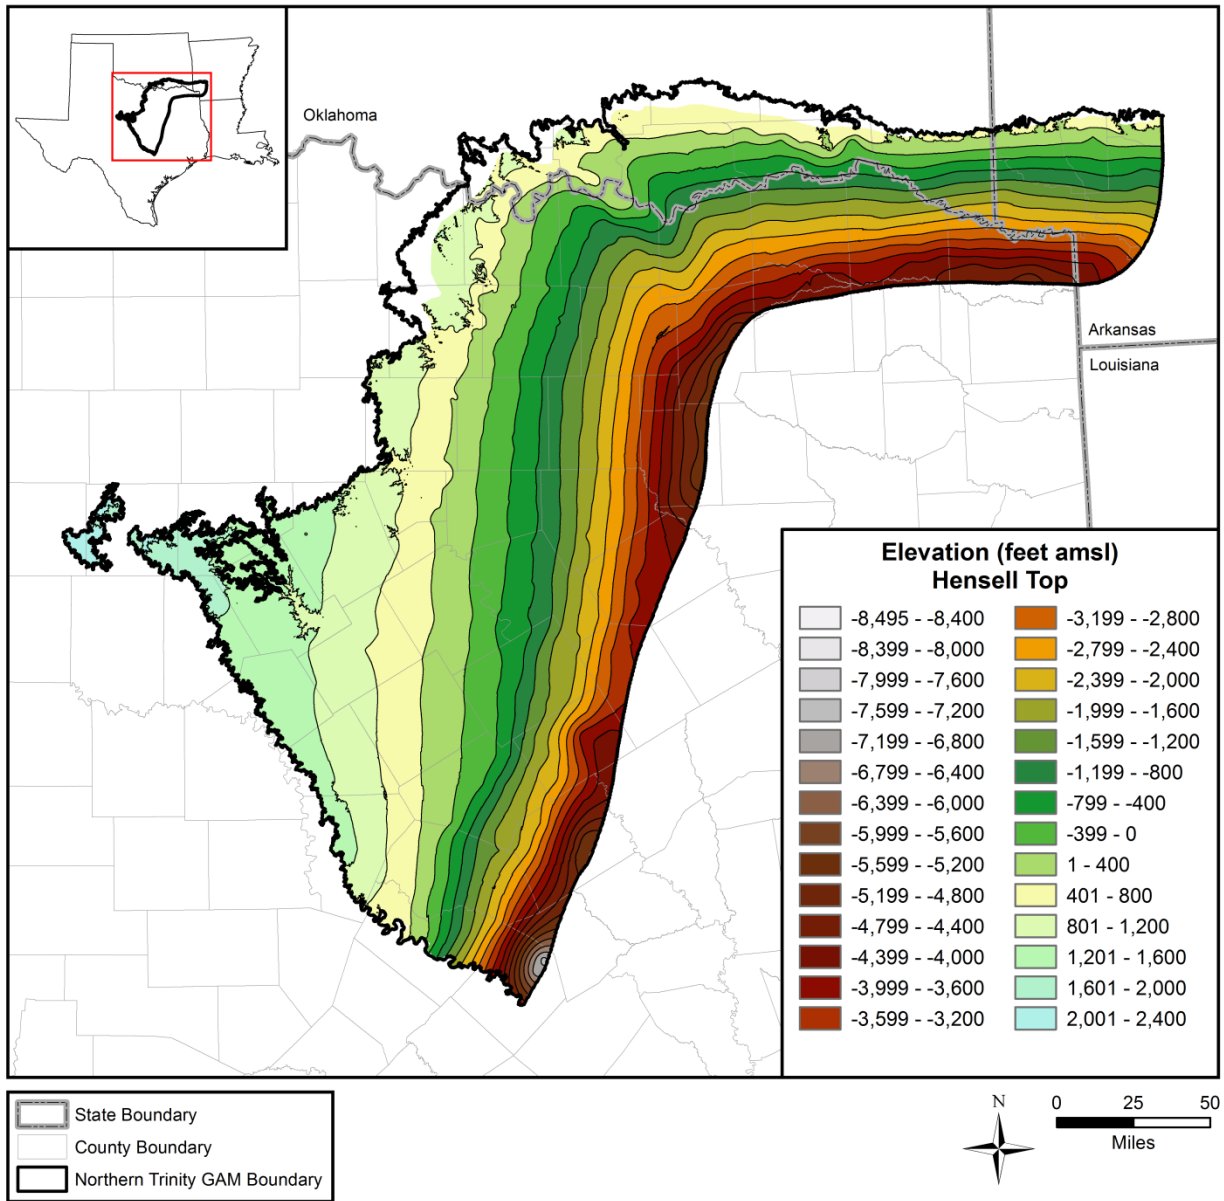 Oklahoma
Arkansas
Louisiana
Elevation (feet amsl)
Hensell Top
-8,495 - -8,400
-8,399 - -8,000
-7,999 - -7,600
-7,599 - -7,200
-7,199 - -6,800
-6,799 - -6,400
-6,399 - -6,000
-5,999 - -5,600
-5,599 - -5,200
-5,199 - -4,800
-4,799 - -4,400
-4,399 - -4,000
-3,999 - -3,600
-3,599 - -3,200
-3,199 - -2,800
-2,799 - -2,400
-2,399 - -2,000
-1,999 - -1,600
-1,599 - -1,200
-1,199 - -800
-799 - -400
-399 - 0
1 - 400
401 - 800
801 - 1,200
1,201 - 1,600
1,601 - 2,000
2,001 - 2,400
State Boundary
County Boundary
Northern Trinity GAM Boundary
N
0 25 50
Miles